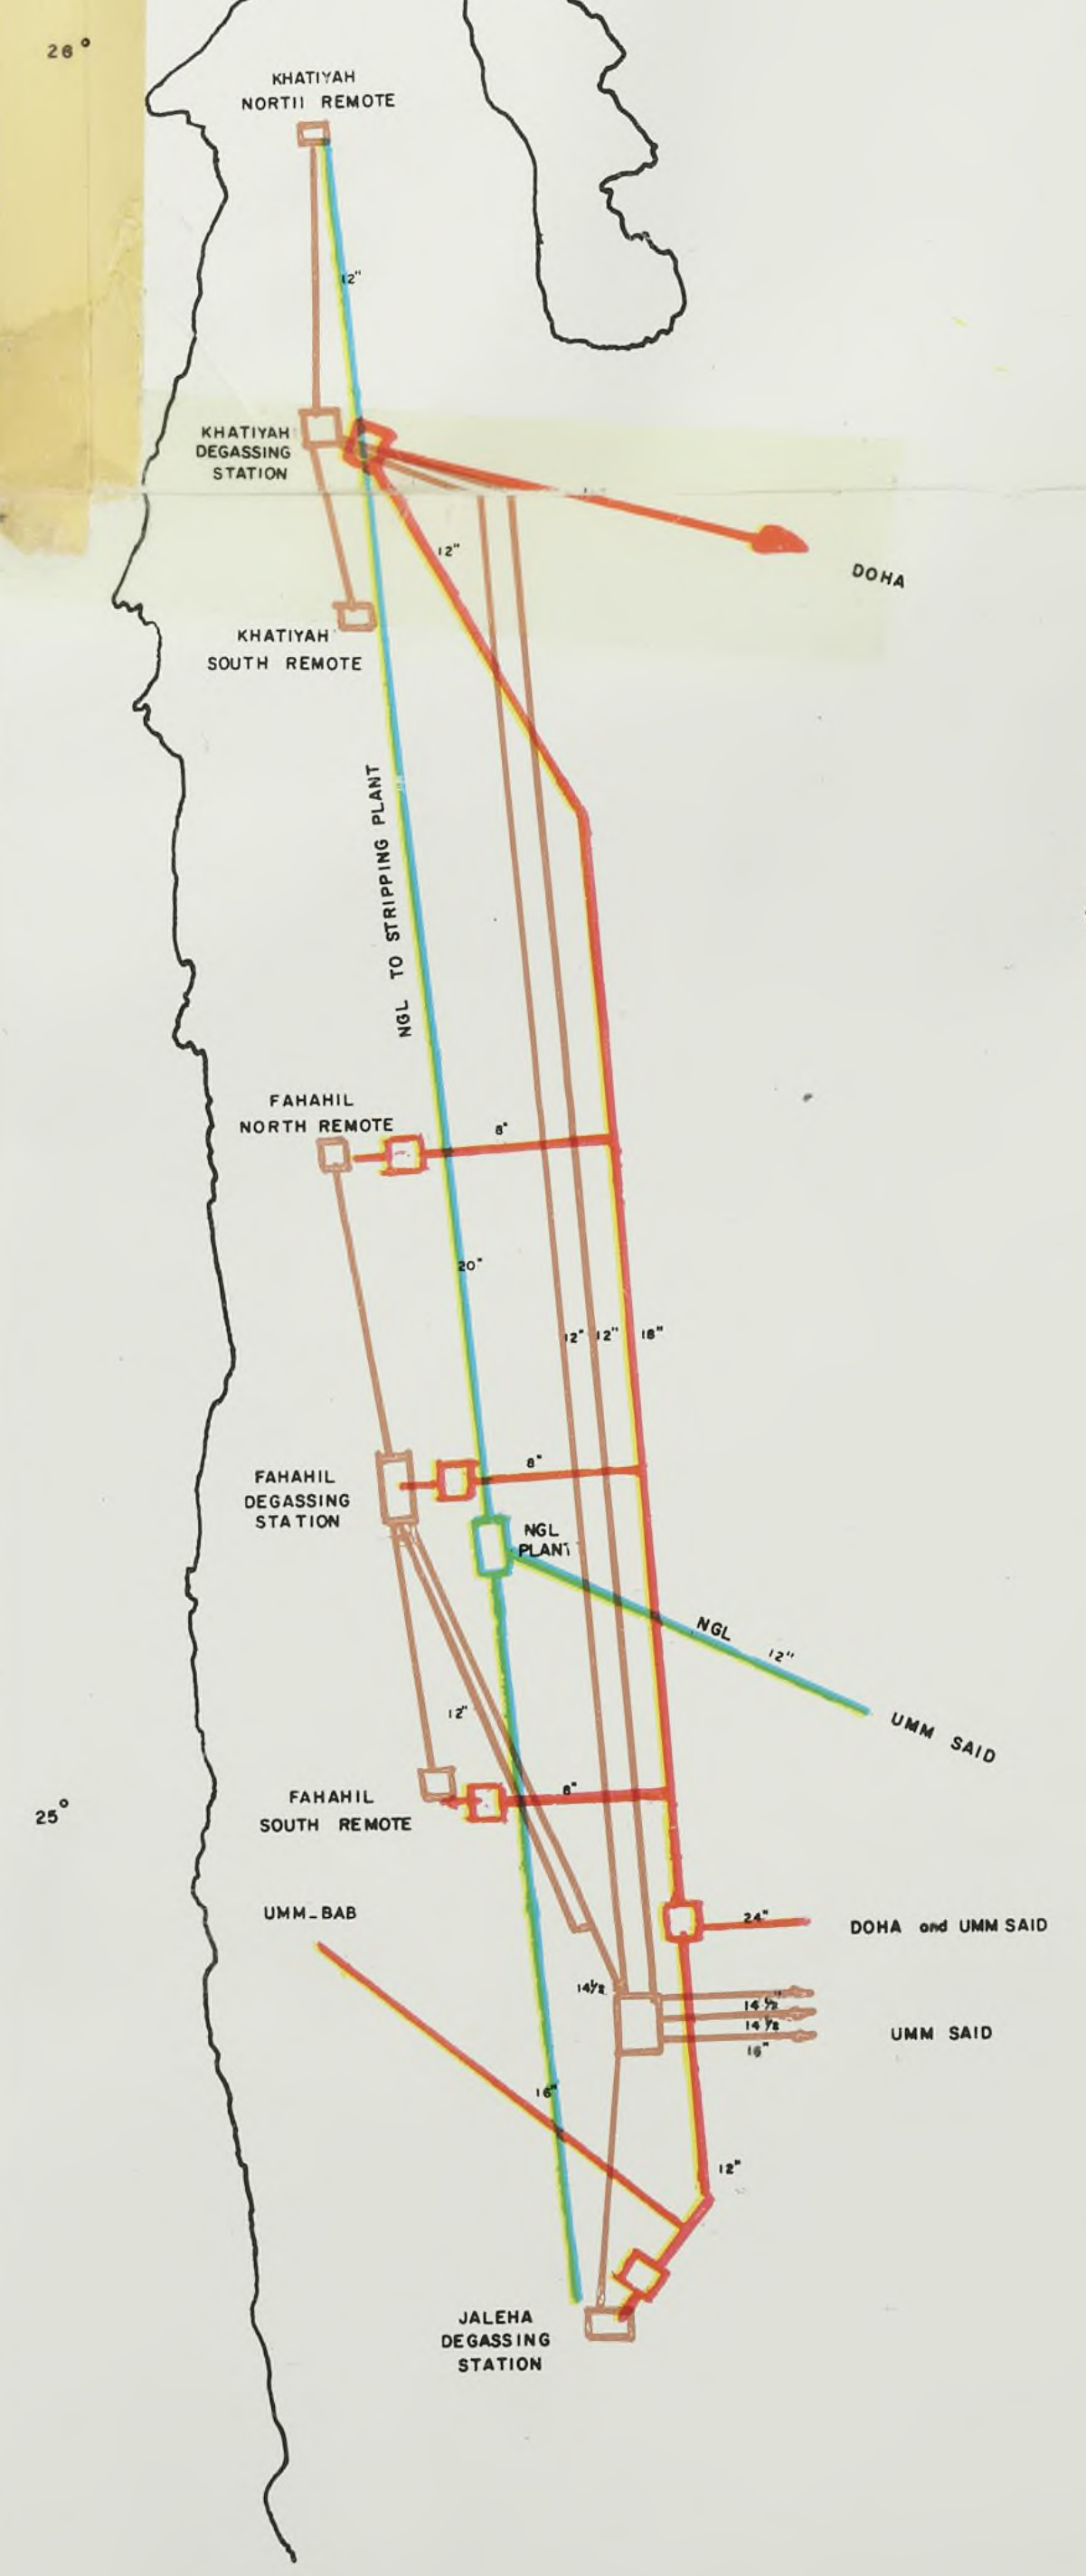 26°
KHATIYAH
NORTH REMOTE
12"
KHATIYAH
DEGASSING
STATION
12"
DOHA
KHATIYAH
SOUTH REMOTE
NGL TO STRIPPING PLANT
FAHAHIL
NORTH REMOTE
8"
20"
12" 12" 18"
FAHAHIL
DEGASSING
STATION
8"
NGL
PLANT
NGL 12"
UMM SAID
12"
FAHAHIL
SOUTH REMOTE
8"
25°
UMM_BAB
24"
DOHA and UMM SAID
14½
14½"
14½
16"
UMM SAID
16"
12"
JALEHA
DEGASSING
STATION